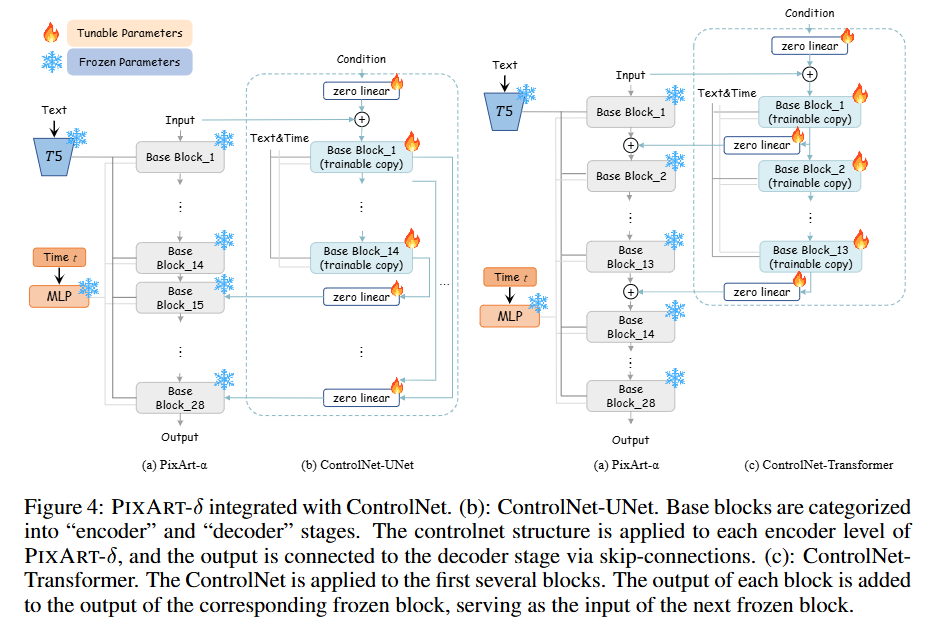 Tunable Parameters
Frozen Parameters
Text
T5
Time t
MLP
Input
Base Block_1
⋮
Base
Block_14
Base
Block_15
⋮
Base
Block_28
Output
Condition
zero linear
+
Text&Time
Base Block_1
(trainable copy)
⋮
Base Block_14
(trainable copy)
zero linear
...
⋮
zero linear
(a) PixArt-α
(b) ControlNet-UNet
Text
T5
Time t
MLP
Input
Base Block_1
+
Base Block_2
⋮
Base
Block_13
+
Base
Block_14
⋮
Base
Block_28
Output
Condition
zero linear
+
Text&Time
Base Block_1
(trainable copy)
zero linear
Base Block_2
(trainable copy)
⋮
Base Block_13
(trainable copy)
zero linear
(a) PixArt-α
(c) ControlNet-Transformer
Figure 4: PIXART-δ integrated with ControlNet. (b): ControlNet-UNet. Base blocks are categorized
into “encoder” and “decoder” stages. The controlnet structure is applied to each encoder level of
PIXART-δ, and the output is connected to the decoder stage via skip-connections. (c): ControlNet-
Transformer. The ControlNet is applied to the first several blocks. The output of each block is added
to the output of the corresponding frozen block, serving as the input of the next frozen block.